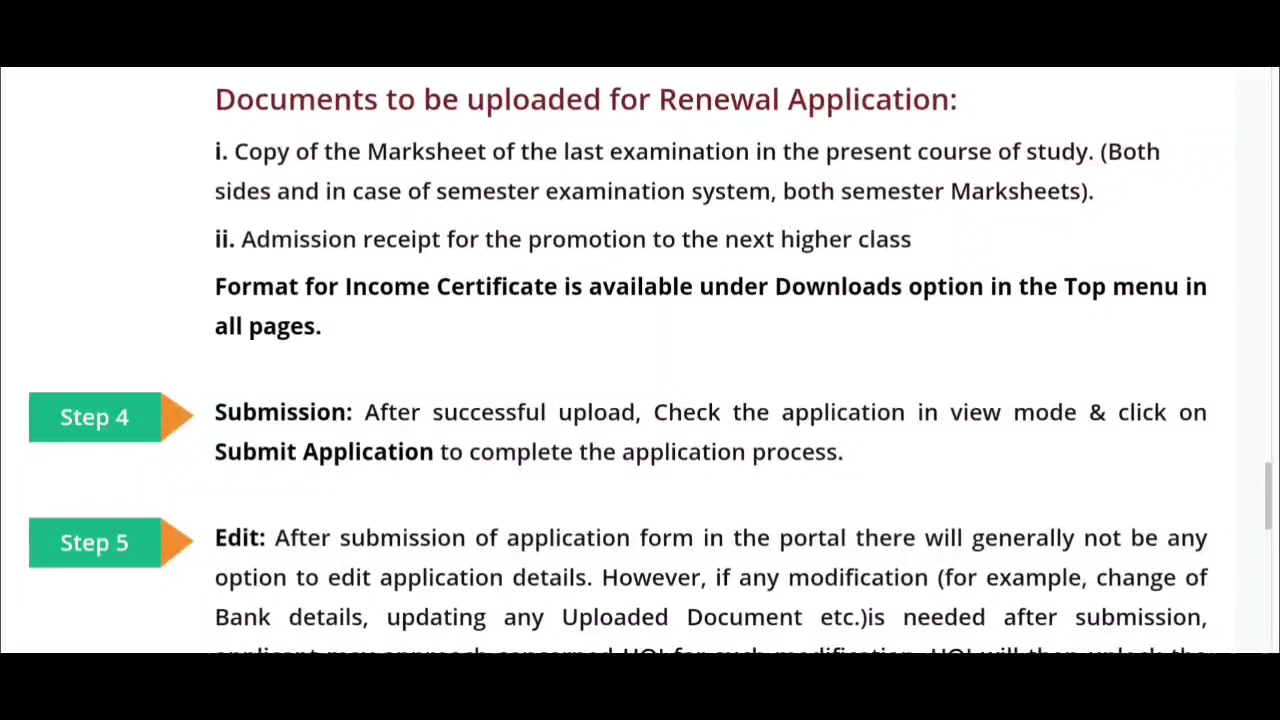 Documents to be uploaded for Renewal Application:
i. Copy of the Marksheet of the last examination in the present course of study. (Both
sides and in case of semester examination system, both semester Marksheets).
ii. Admission receipt for the promotion to the next higher class
Format for Income Certificate is available under Downloads option in the Top menu in
all pages.
Step 4
Submission: After successful upload, Check the application in view mode & click on
Submit Application to complete the application process.
Step 5
Edit: After submission of application form in the portal there will generally not be any
option to edit application details. However, if any modification (for example, change of
Bank details, updating any Uploaded Document etc.)is needed after submission,